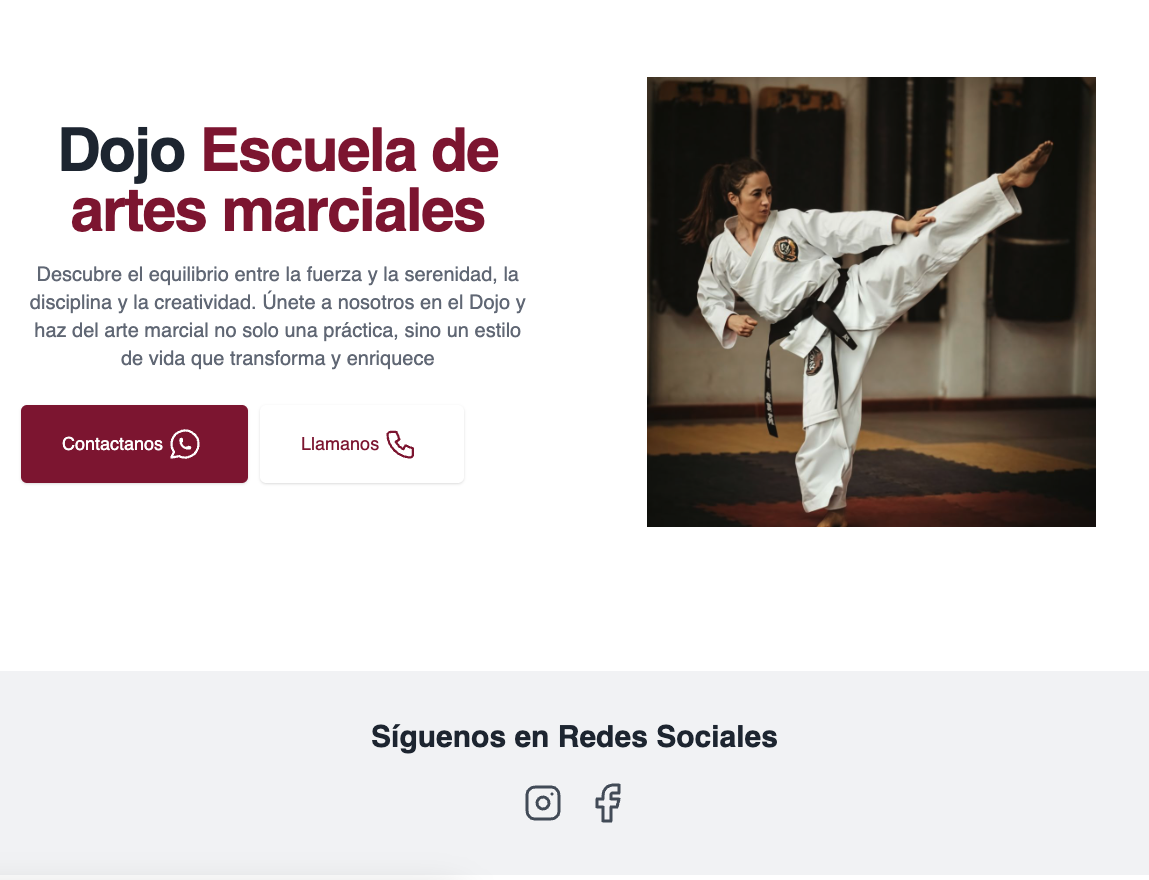 Dojo Escuela de
artes marciales
Descubre el equilibrio entre la fuerza y la serenidad, la
disciplina y la creatividad. Únete a nosotros en el Dojo y
haz del arte marcial no solo una práctica, sino un estilo
de vida que transforma y enriquece
Contactanos
Llamanos
Síguenos en Redes Sociales